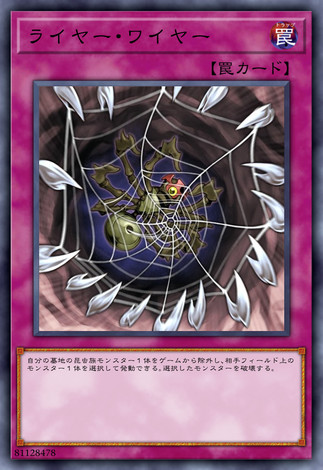 ライヤー・ワイヤー
トラップ
罠
【罠カード】
自分の墓地の昆虫族モンスター１体をゲームから除外し、相手フィールド上の
モンスター１体を選択して発動できる。選択したモンスターを破壊する。
81128478